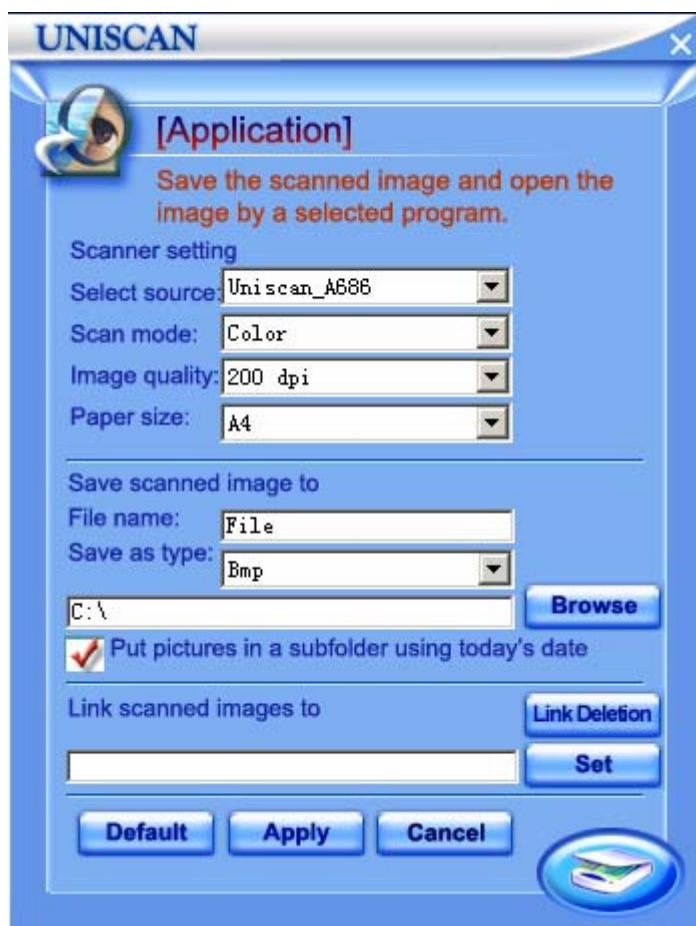 UNISCAN
[Application]
Save the scanned image and open the
image by a selected program.
Scanner setting
Select source: Uniscan_A686
Scan mode: Color
Image quality: 200 dpi
Paper size: A4
Save scanned image to
File name: File
Save as type: Bmp
C:\ Browse
Put pictures in a subfolder using today's date
Link scanned images to Link Deletion
Set
Default Apply Cancel